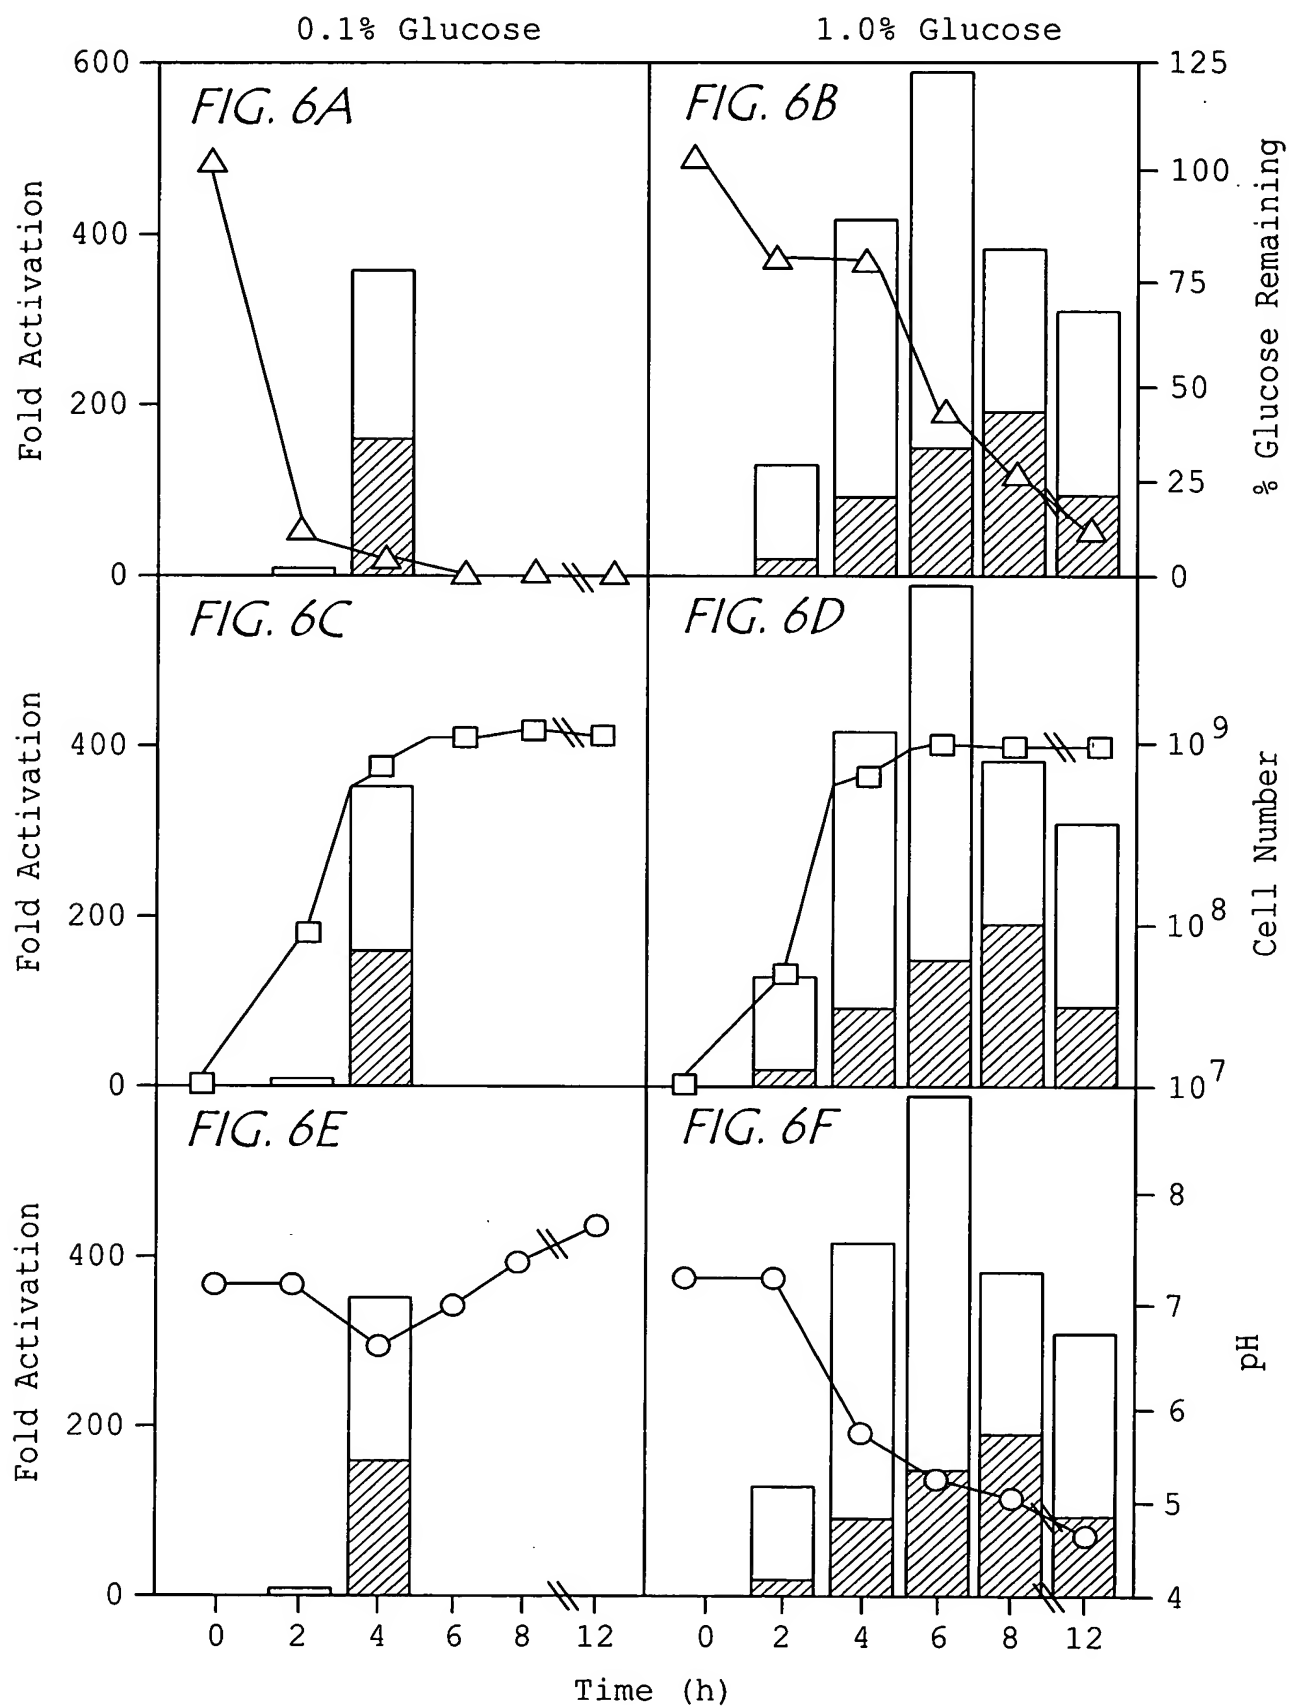 0.1% Glucose 1.0% Glucose
600 125
FIG. 6A FIG. 6B
100
400
75
50
200
25
0 0
Fold Activation
% Glucose Remaining
FIG. 6C FIG. 6D
400 10^9
200 10^8
0 10^7
Fold Activation
Cell Number
FIG. 6E FIG. 6F
8
400
7
6
200
5
0 4
Fold Activation
pH
0 2 4 6 8 12 0 2 4 6 8 12
Time (h)